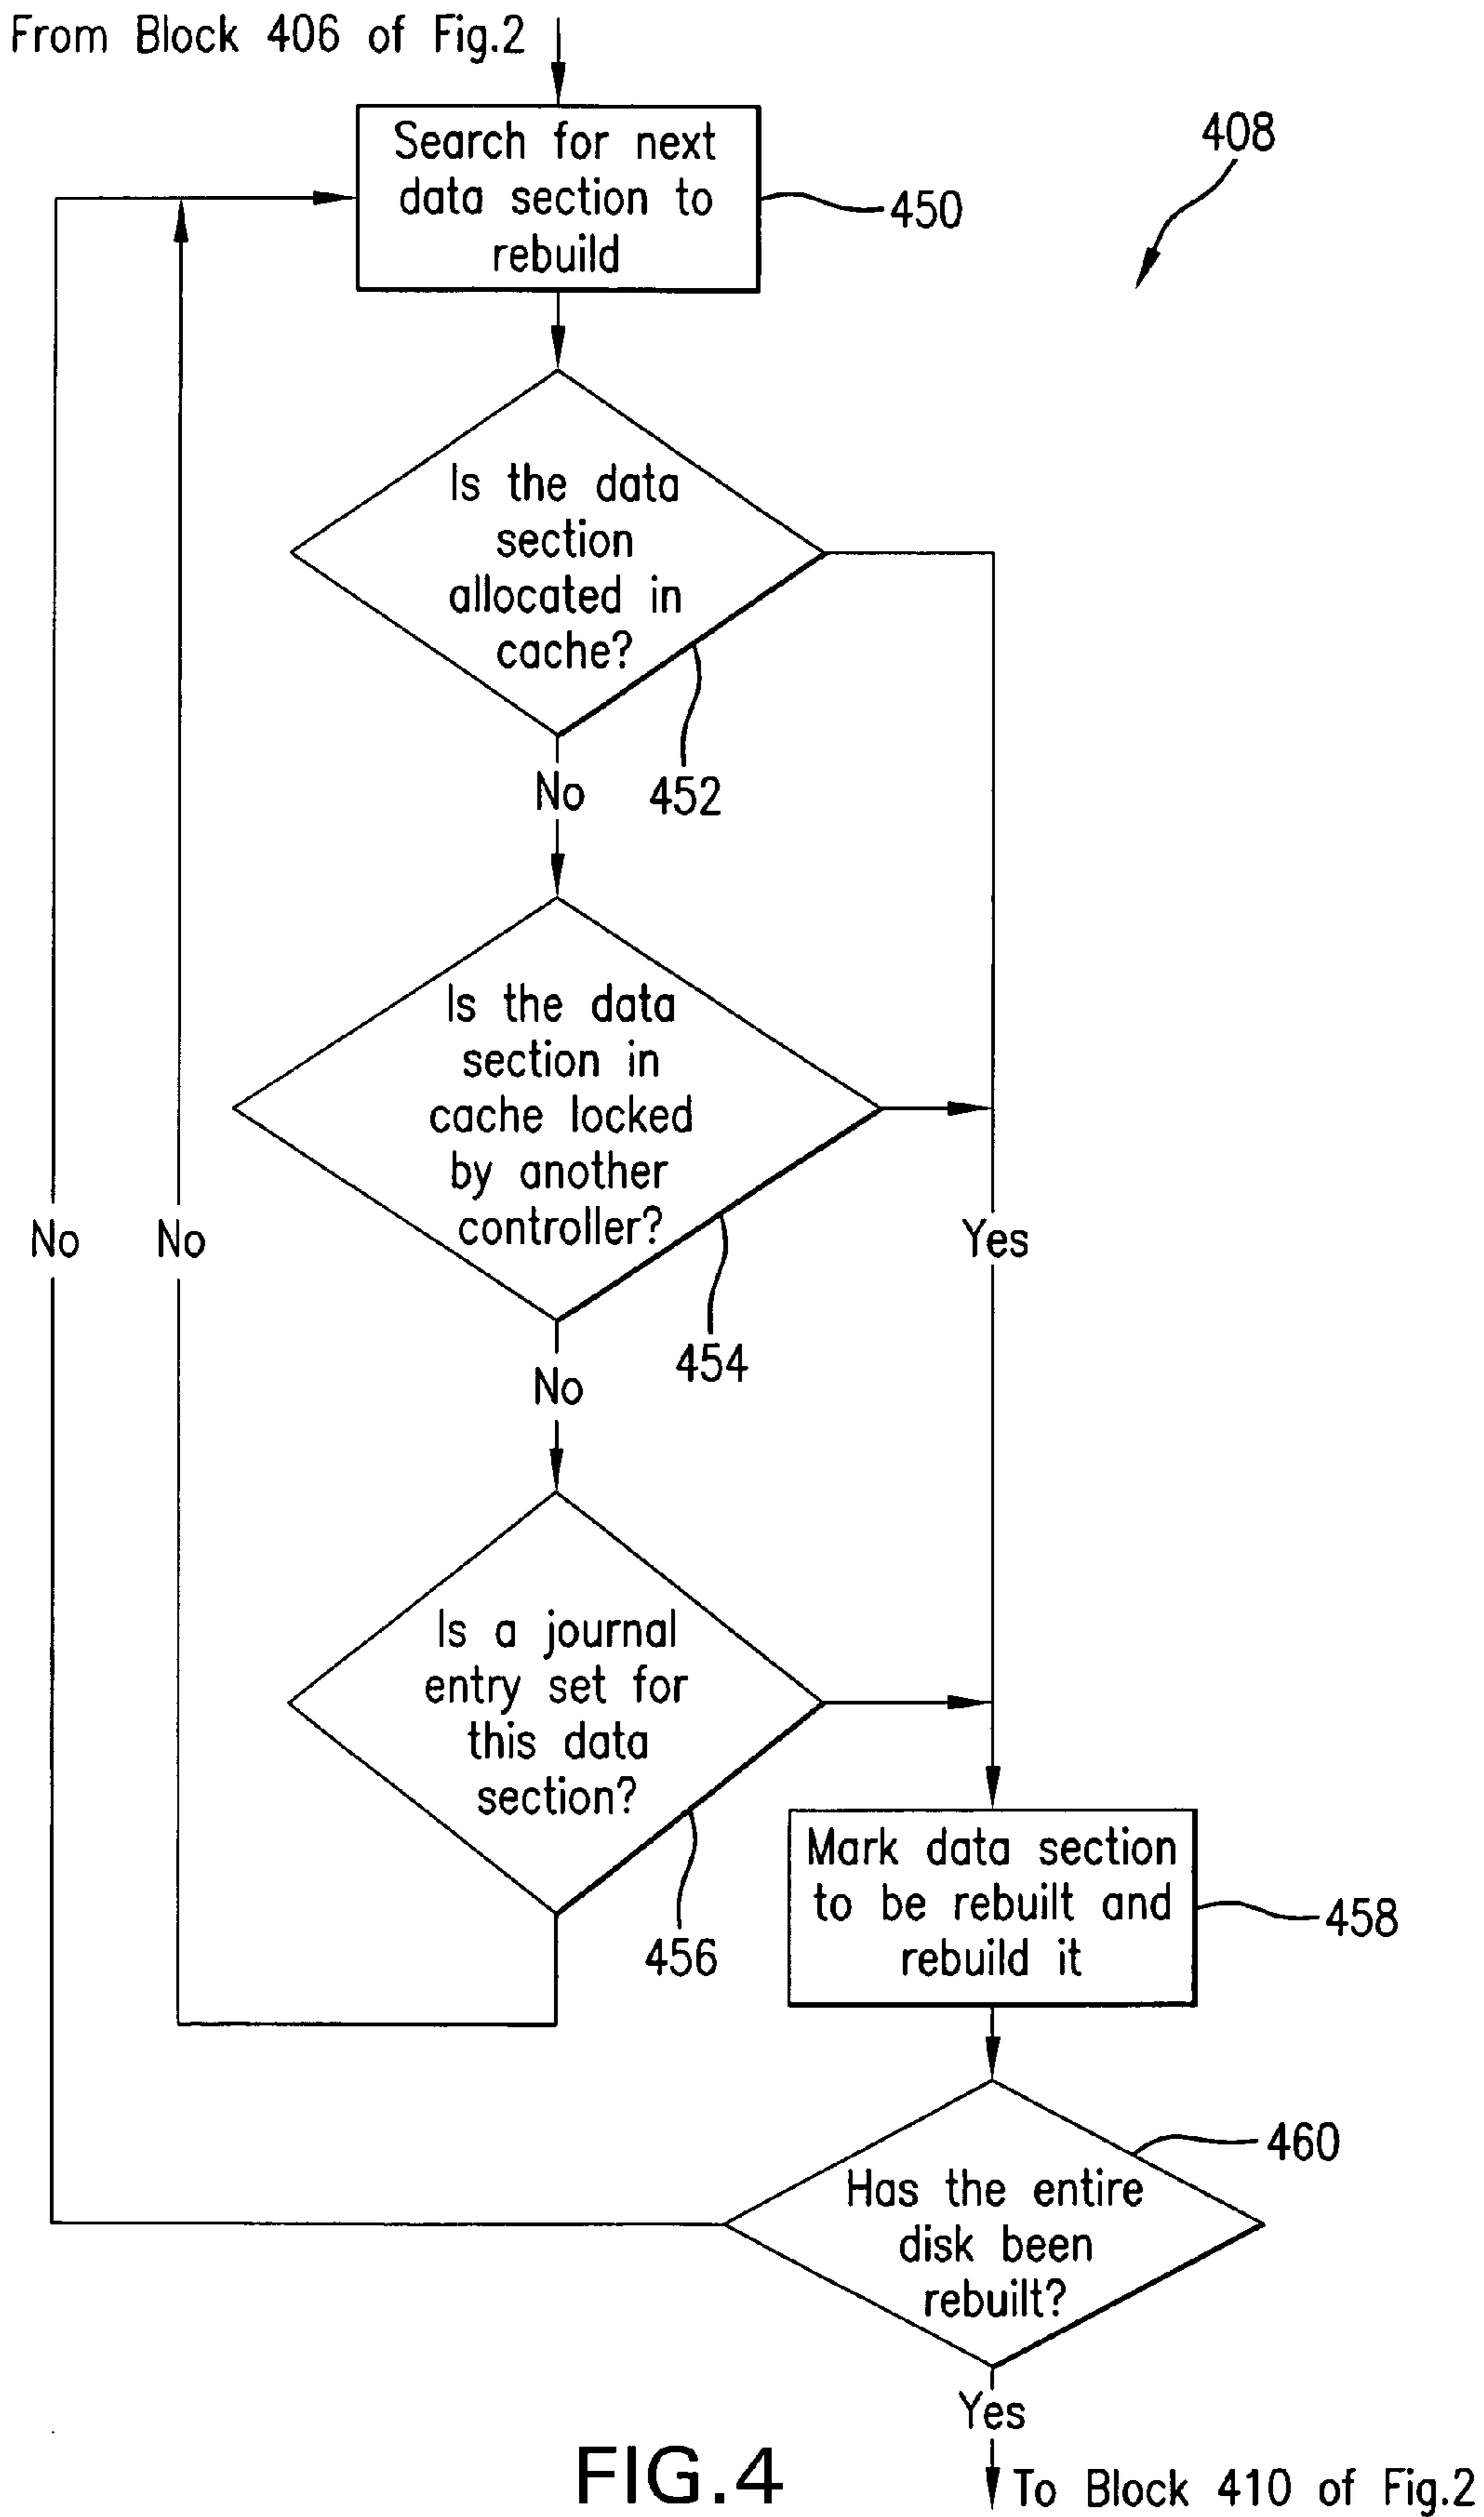 From Block 406 of Fig.2
408
Search for next
data section to
rebuild
450
Is the data
section
allocated in
cache?
No
452
Is the data
section in
cache locked
by another
controller?
No
No
Yes
454
No
Is a journal
entry set for
this data
section?
456
Mark data section
to be rebuilt and
rebuild it
458
460
Has the entire
disk been
rebuilt?
Yes
FIG.4
To Block 410 of Fig.2